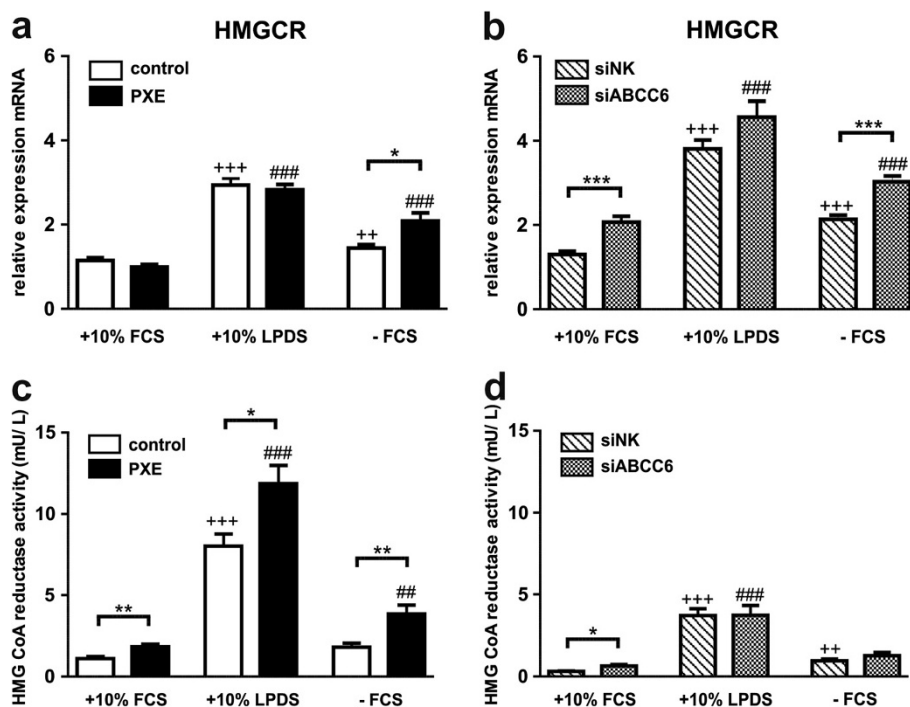 a
HMGCR
relative expression mRNA
6
4
2
0
control
PXE
+++
###
++
*
###
+10% FCS
+10% LPDS
- FCS
b
HMGCR
relative expression mRNA
6
4
2
0
siNK
siABCC6
***
+++
###
***
+++
###
+10% FCS
+10% LPDS
- FCS
c
HMG CoA reductase activity (mU/ L)
15
10
5
0
control
PXE
**
*
+++
###
**
##
+10% FCS
+10% LPDS
- FCS
d
HMG CoA reductase activity (mU/ L)
15
10
5
0
siNK
siABCC6
*
+++
###
++
+10% FCS
+10% LPDS
- FCS